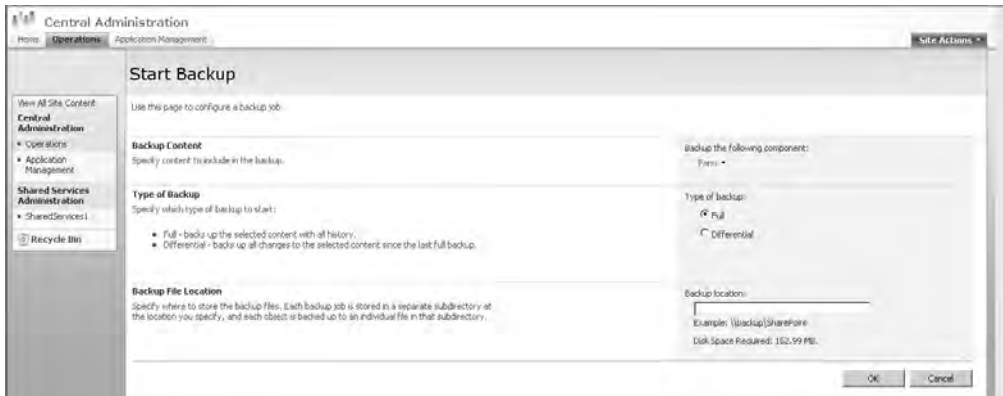 Central Administration
Home Operations Application Management
Site Actions
Start Backup
View All Site Content
Central
Administration
Operations
Application
Management
Shared Services
Administration
SharedServices1
Recycle Bin
Use this page to configure a backup job.
Backup Content
Specify content to include in the backup.
Backup the following component:
Farm
Type of Backup
Specify which type of backup to start:
Full - backs up the selected content with all history.
Differential - backs up all changes to the selected content since the last full backup.
Type of backup:
Full
Differential
Backup File Location
Specify where to store the backup files. Each backup job is stored in a separate subdirectory at
the location you specify, and each object is backed up to an individual file in that subdirectory.
Backup location:
Example: \\backup\SharePoint
Disk Space Required: 152.99 MB.
OK Cancel